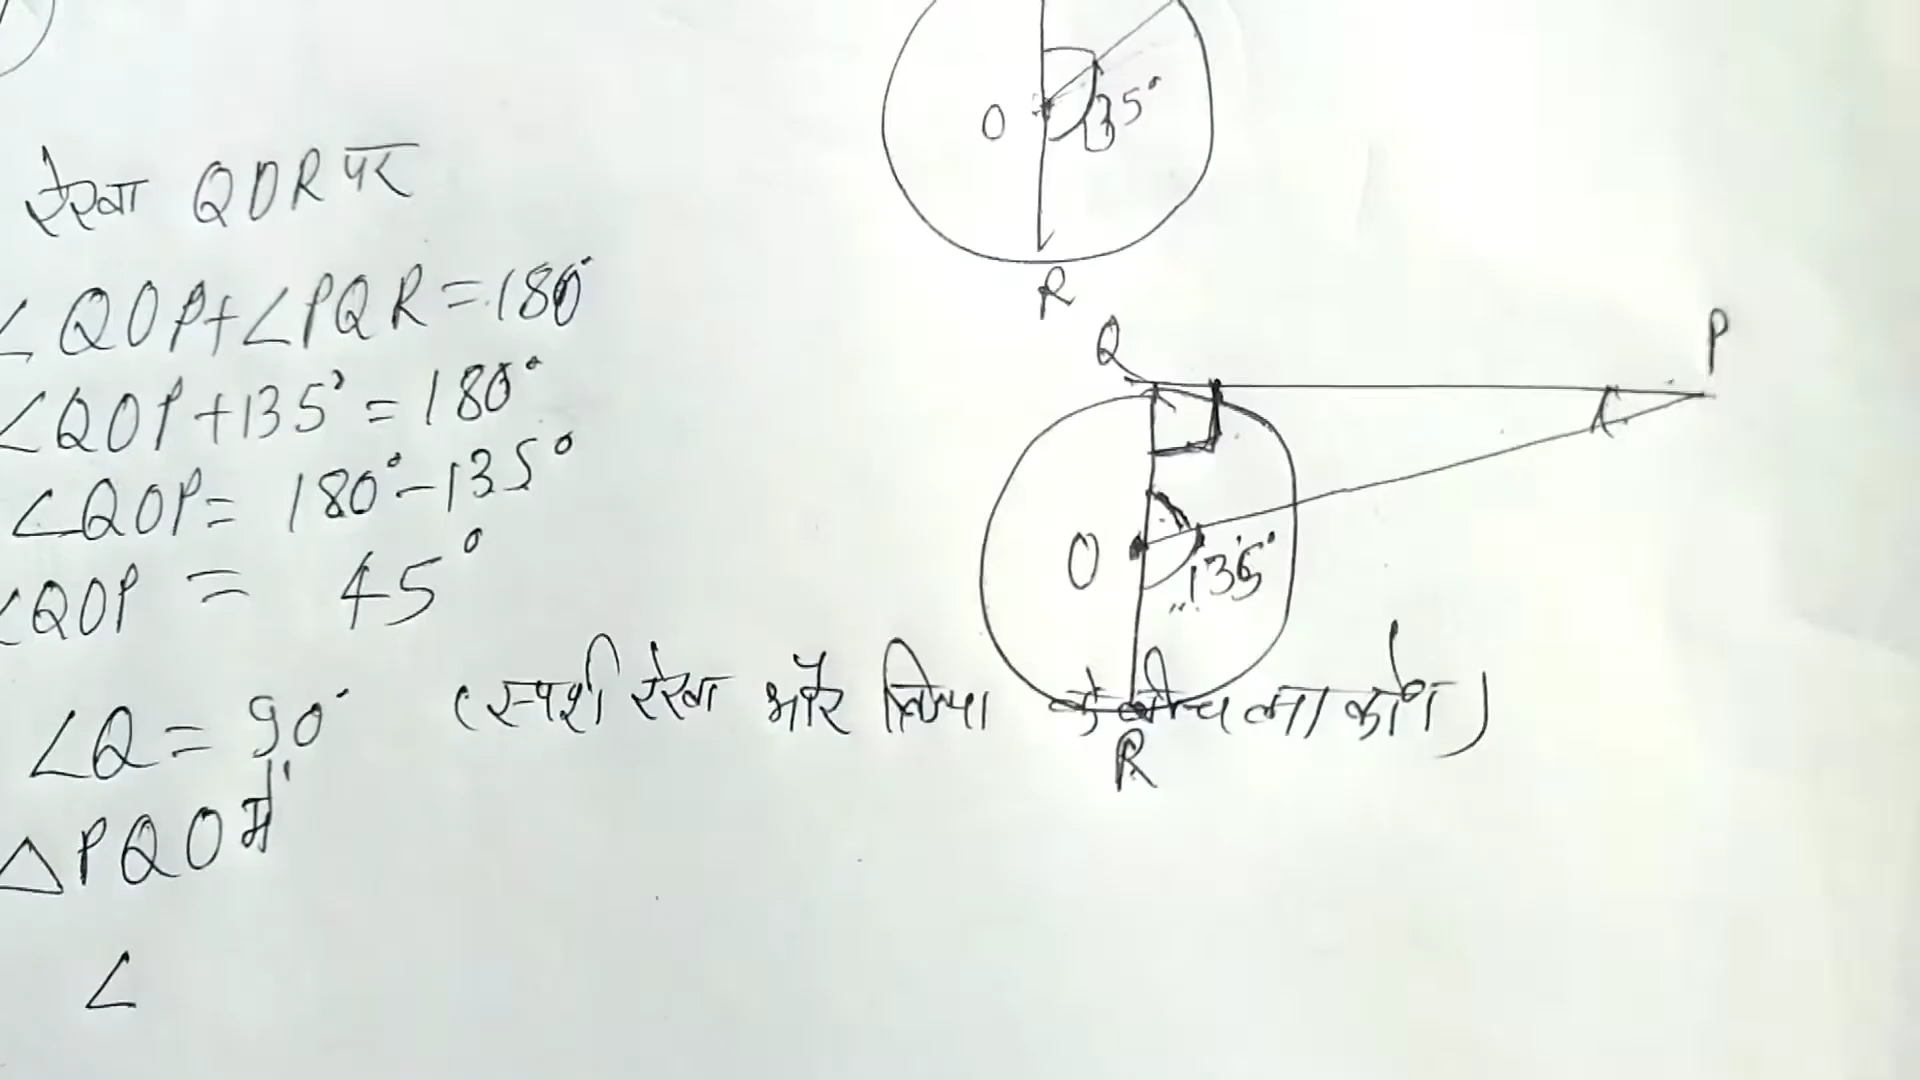 O 135°
R
रेखा QOR पर
∠QOP+∠PQR=180°
∠QOP+135°=180°
∠QOP= 180°-135°
∠QOP = 45°
∠Q= 90° (स्पर्श रेखा और त्रिज्या के बीच का कोण)
△PQO में
∠
Q P
O 135°
R